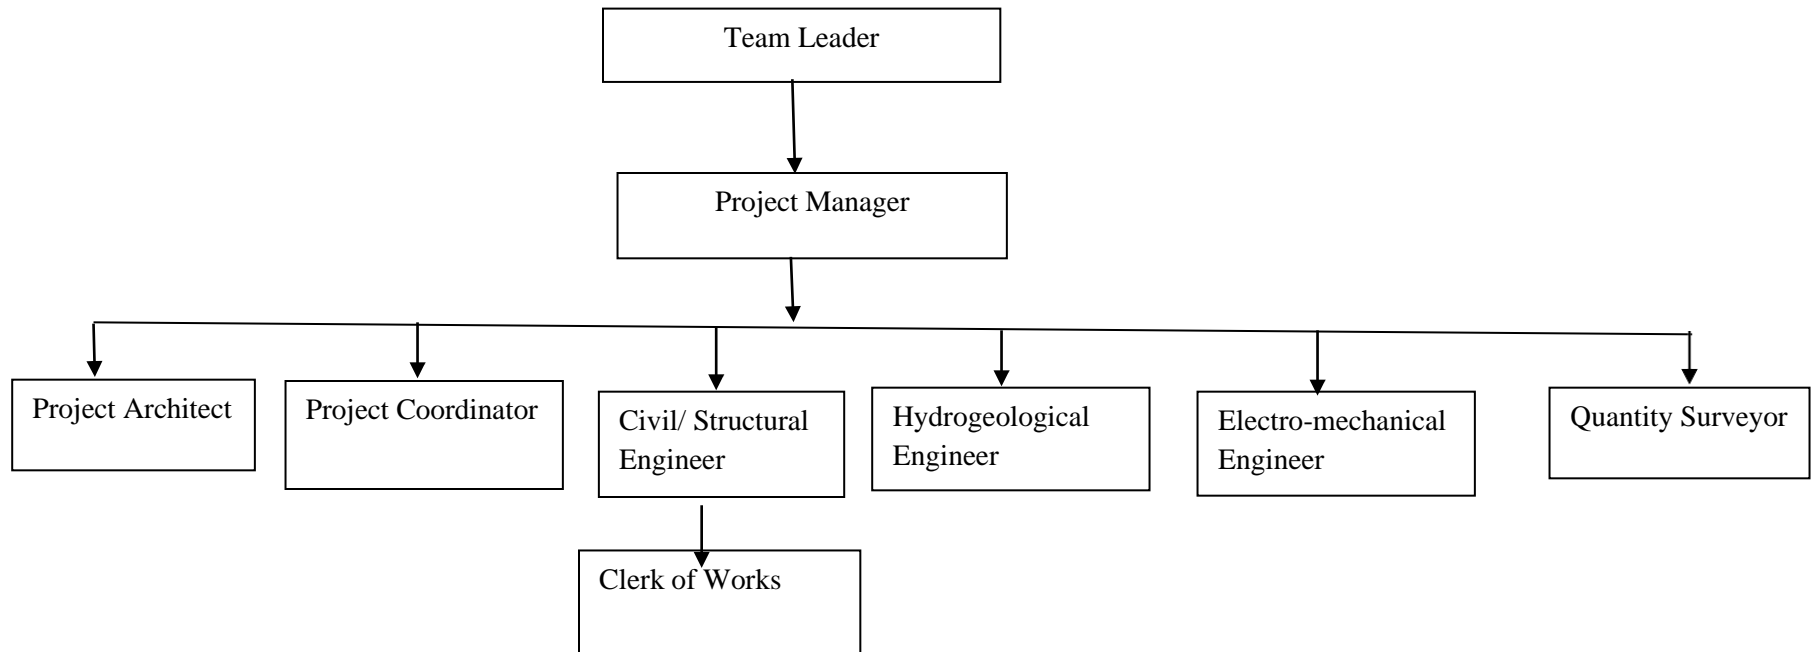 Team Leader
Project Manager
Project Architect
Project Coordinator
Civil/ Structural
Engineer
Hydrogeological
Engineer
Electro-mechanical
Engineer
Quantity Surveyor
Clerk of Works